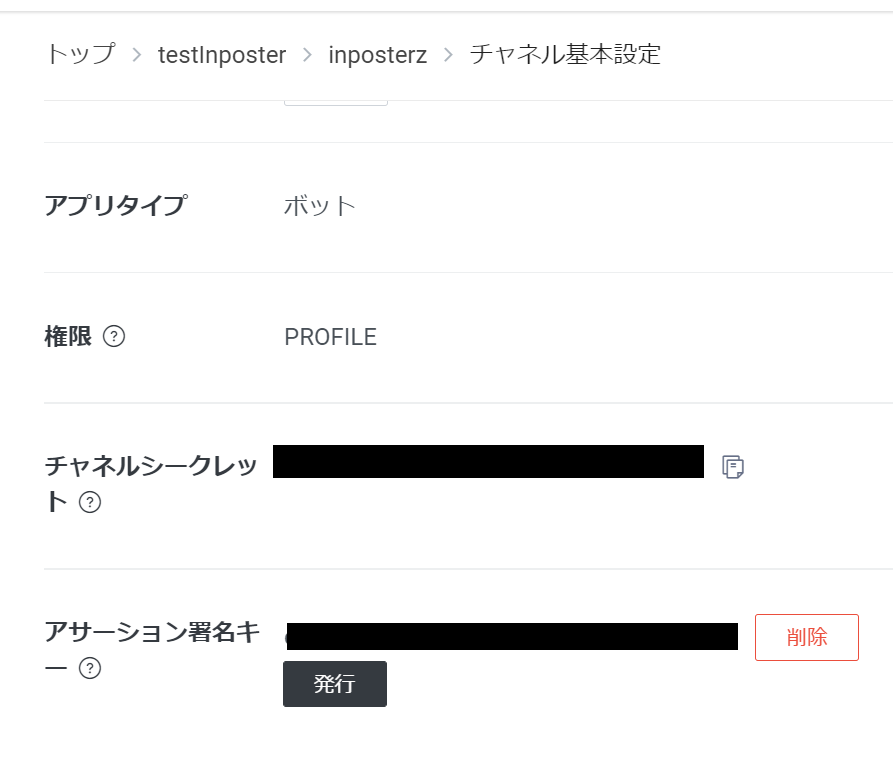 トップ > testInposter > inposterz > チャネル基本設定
アプリタイプ ボット
権限 ? PROFILE
チャネルシークレッ
ト ?
アサーション署名キ
ー ?
削除
発行